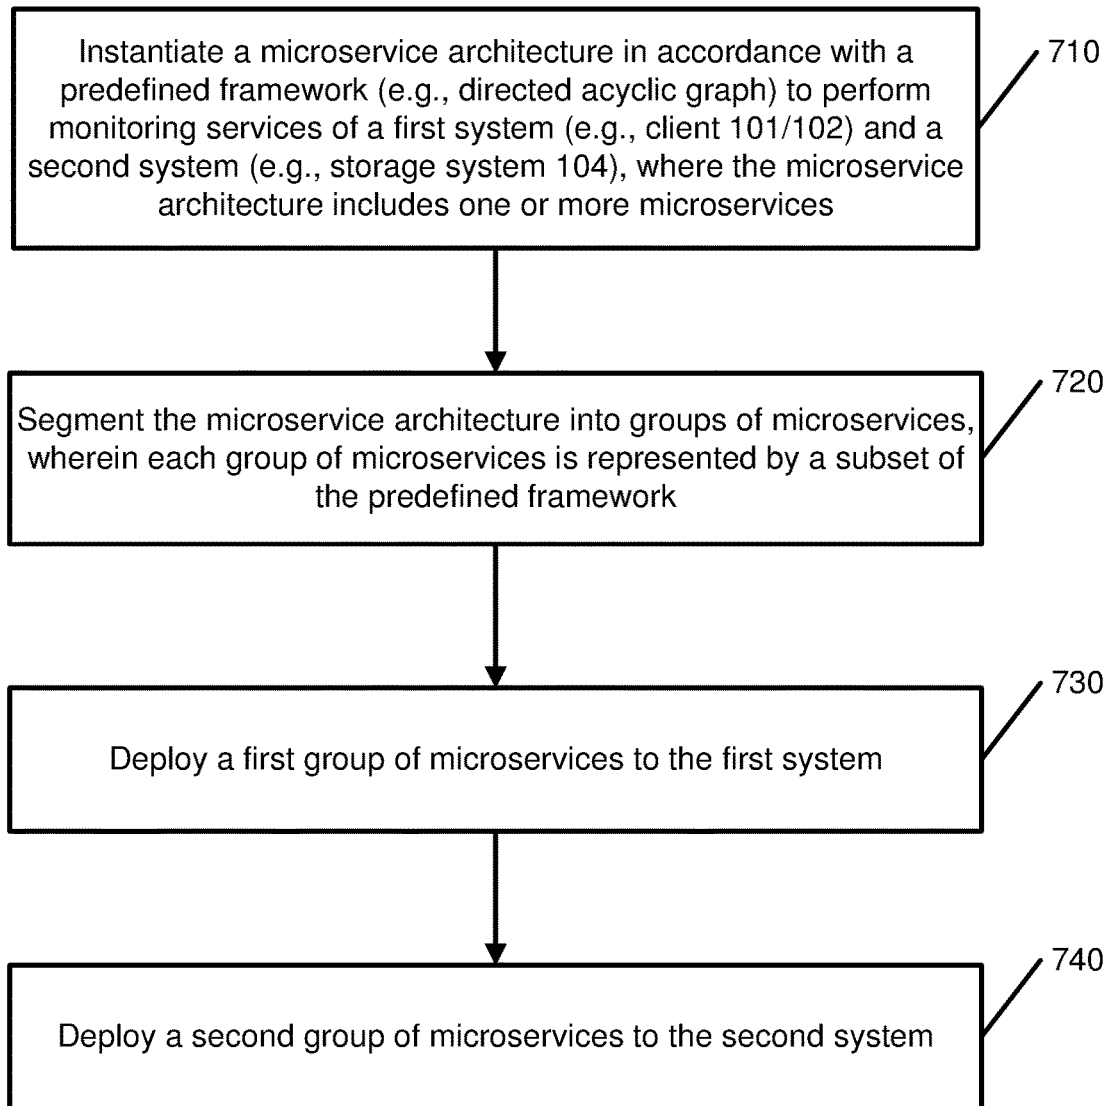 Instantiate a microservice architecture in accordance with a
predefined framework (e.g., directed acyclic graph) to perform
monitoring services of a first system (e.g., client 101/102) and a
second system (e.g., storage system 104), where the microservice
architecture includes one or more microservices
710
Segment the microservice architecture into groups of microservices,
wherein each group of microservices is represented by a subset of
the predefined framework
720
Deploy a first group of microservices to the first system
730
Deploy a second group of microservices to the second system
740